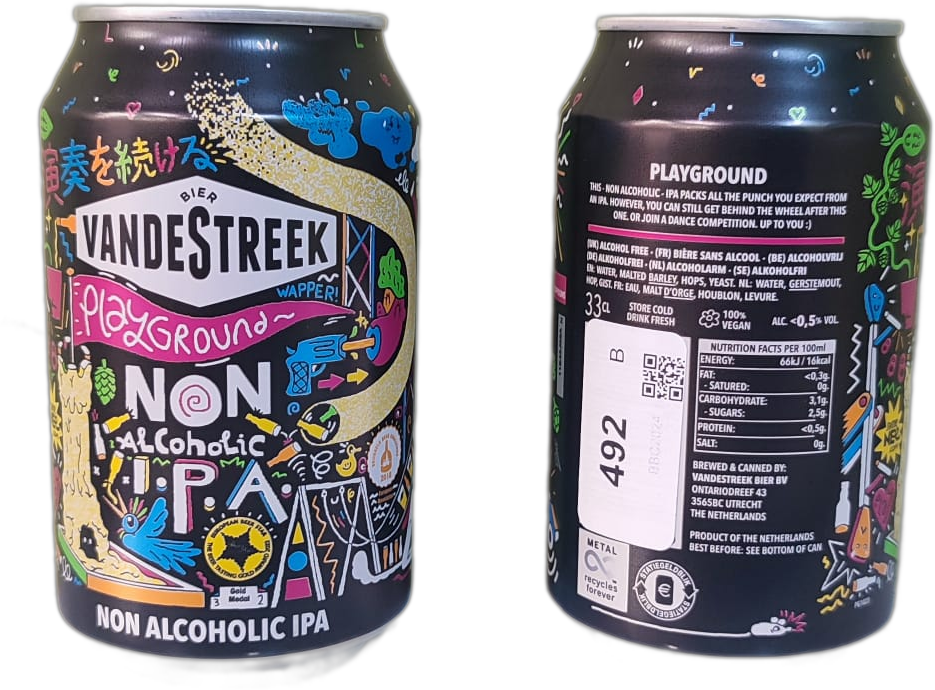 演奏を続ける
BIER
VANDESTREEK
WAPPER!
PLAYGROUND
NON
ALCOHOLIC
I.P.A.
EUROPEAN BEER STAR
Gold
Medal
3 2
NON ALCOHOLIC IPA
PLAYGROUND
THIS - NON ALCOHOLIC - IPA PACKS ALL THE PUNCH YOU EXPECT FROM
AN IPA. HOWEVER, YOU CAN STILL GET BEHIND THE WHEEL AFTER THIS
ONE. OR JOIN A DANCE COMPETITION. UP TO YOU :)
(UK) ALCOHOL FREE - (FR) BIÈRE SANS ALCOOL - (BE) ALCOHOLVRIJ
(DE) ALKOHOLFREI - (NL) ALCOHOLARM - (SE) ALKOHOLFRI
EN: WATER, MALTED BARLEY, HOPS, YEAST. NL: WATER, GERSTEMOUT,
HOP, GIST. FR: EAU, MALT D'ORGE, HOUBLON, LEVURE.
33CL
STORE COLD
DRINK FRESH
100%
VEGAN
ALC. <0,5% VOL.
NUTRITION FACTS PER 100ml
ENERGY: 66kJ / 16kcal
FAT: <0,3g.
- SATURED: 0g.
CARBOHYDRATE: 3,1g.
- SUGARS: 2,5g.
PROTEIN: <0,5g.
SALT: 0g.
B
492
BBC2024
BREWED & CANNED BY:
VANDESTREEK BIER BV
ONTARIODREEF 43
3565BC UTRECHT
THE NETHERLANDS
PRODUCT OF THE NETHERLANDS
BEST BEFORE: SEE BOTTOM OF CAN
METAL
recycles
forever
STATIEGELDBLIK
STATIEGELDBLIK